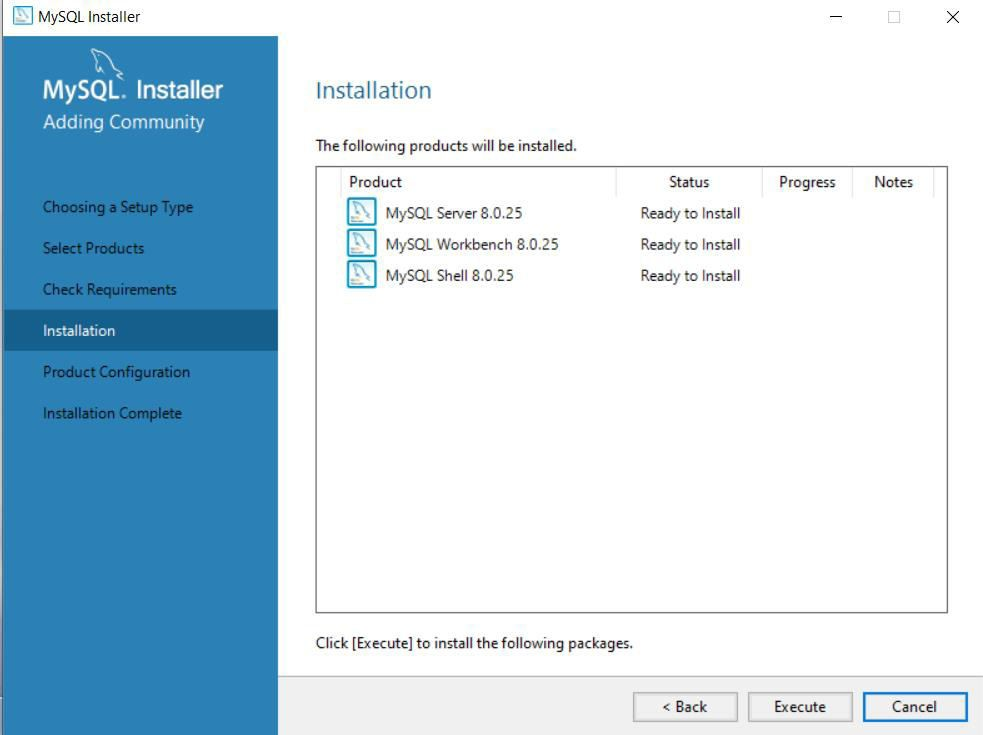 MySQL Installer
MySQL. Installer
Adding Community
Choosing a Setup Type
Select Products
Check Requirements
Installation
Product Configuration
Installation Complete
Installation
The following products will be installed.
Product Status Progress Notes
MySQL Server 8.0.25 Ready to Install
MySQL Workbench 8.0.25 Ready to Install
MySQL Shell 8.0.25 Ready to Install
Click [Execute] to install the following packages.
< Back Execute Cancel